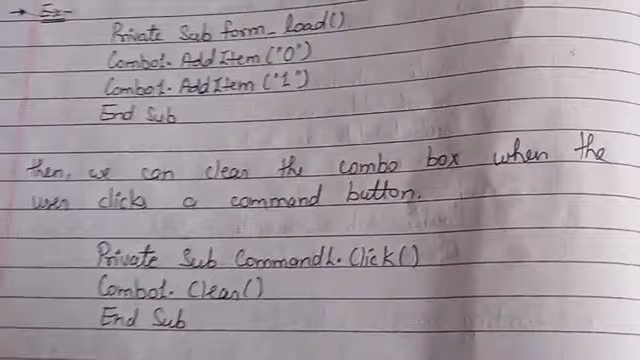 → Ex-
Private Sub form_load()
Combo1. AddItem ("0")
Combo1. AddItem ("1")
End Sub
then, we can clear the combo box when the
user clicks a command button.
Private Sub Command1. Click()
Combo1. Clear()
End Sub